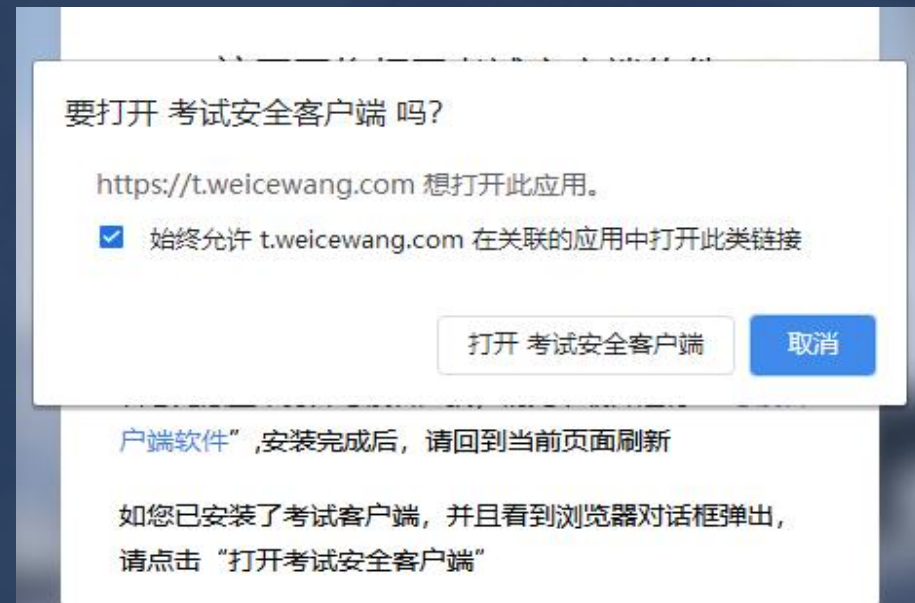 要打开 考试安全客户端 吗?
https://t.weicewang.com 想打开此应用。
始终允许 t.weicewang.com 在关联的应用中打开此类链接
打开 考试安全客户端
取消
户端软件”,安装完成后，请回到当前页面刷新
如您已安装了考试客户端，并且看到浏览器对话框弹出，
请点击“打开考试安全客户端”